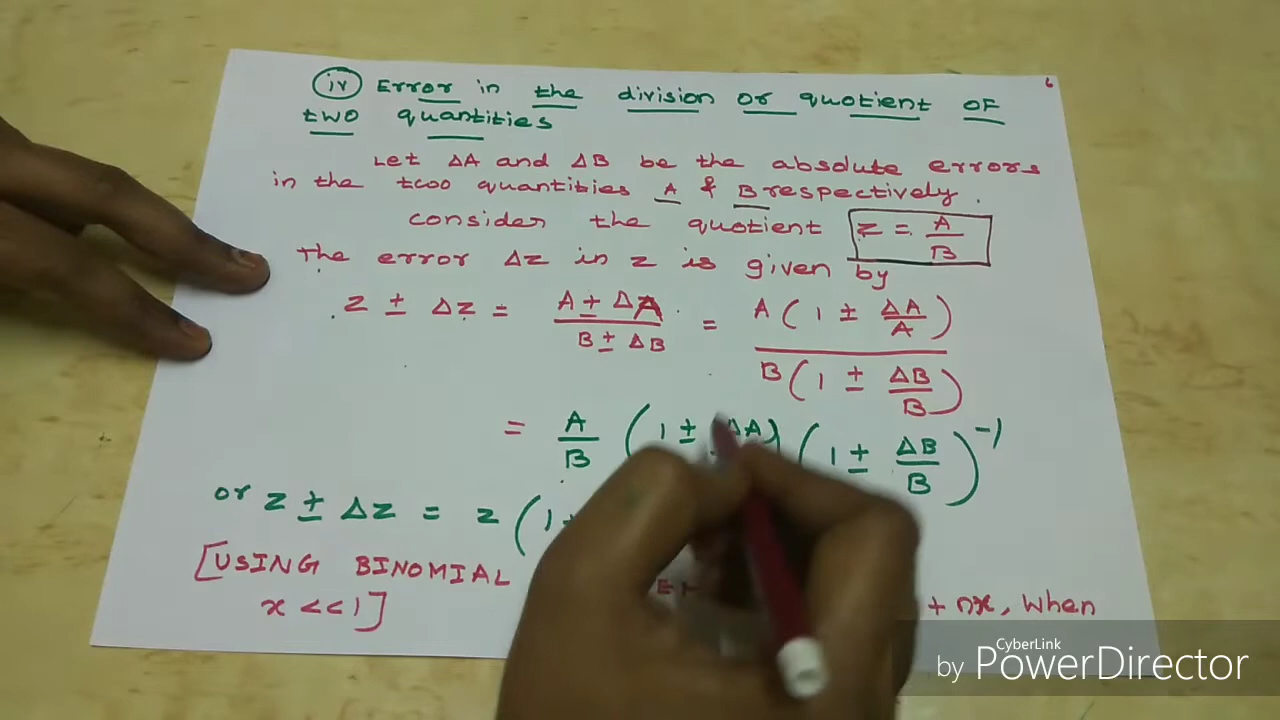 6
(iv) Error in the division or quotient of
two quantities
Let ΔA and ΔB be the absolute errors
in the two quantities A & B respectively.
Consider the quotient Z = A/B
The error ΔZ in Z is given by
Z ± ΔZ = (A ± ΔA)/(B ± ΔB) = A(1 ± ΔA/A)/B(1 ± ΔB/B)
= A/B (1 ± ΔA) (1 ± ΔB/B)⁻¹
or Z ± ΔZ = Z (1 ±
[USING BINOMIAL + nx, When
x <<1]
CyberLink
by PowerDirector